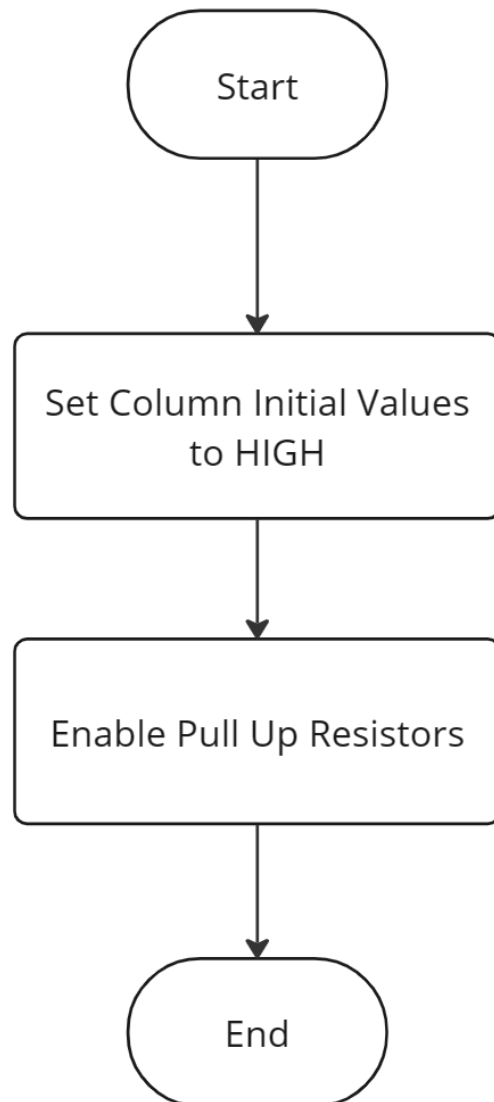 Start
Set Column Initial Values
to HIGH
Enable Pull Up Resistors
End